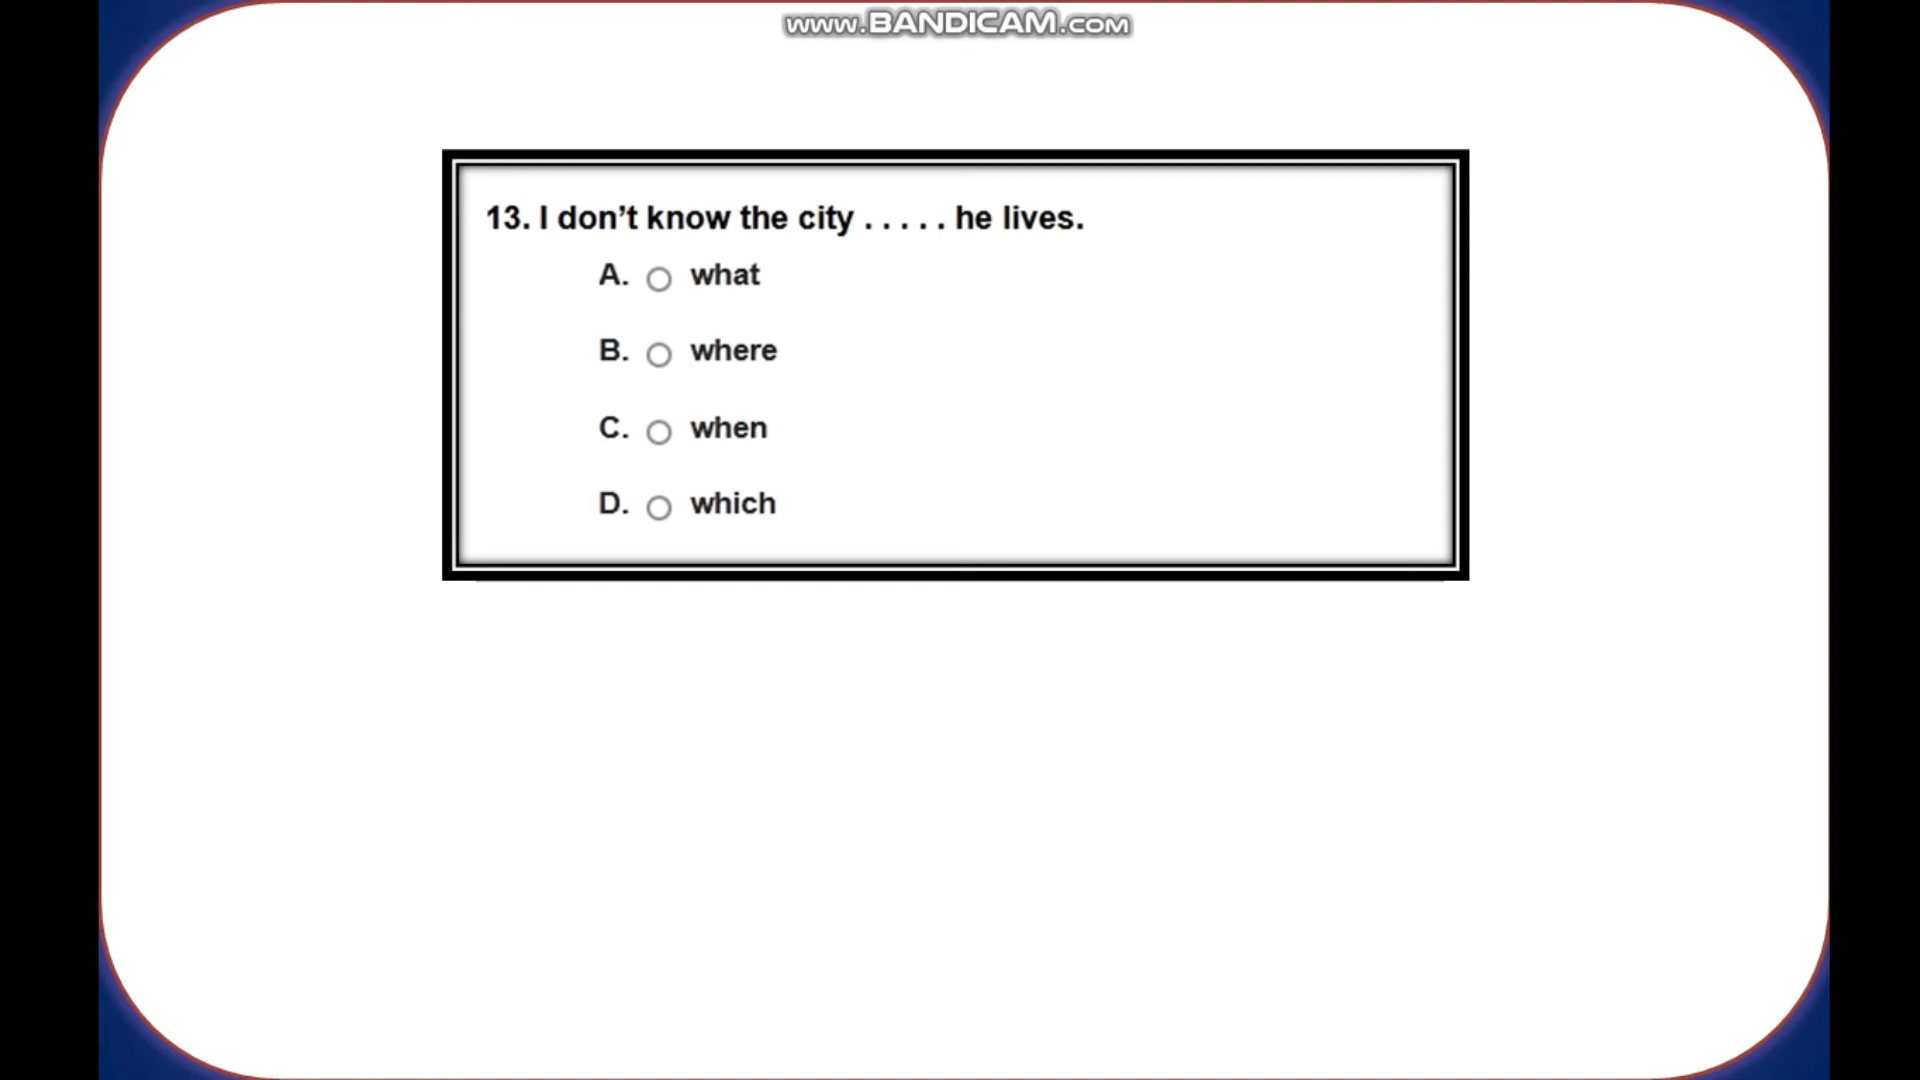 www.BANDICAM.com
13. I don’t know the city . . . . . he lives.
A. what
B. where
C. when
D. which